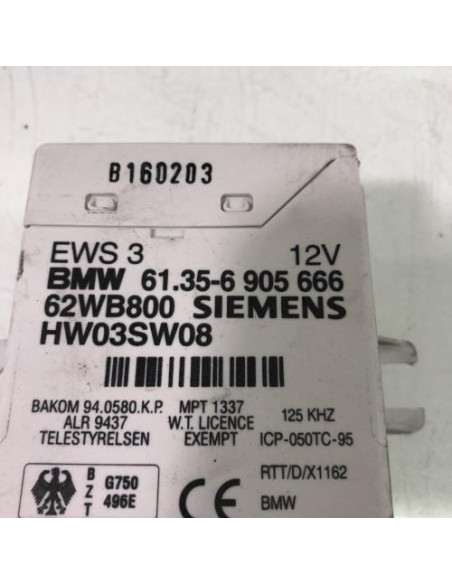 B160203
EWS 3 12V
BMW 61.35-6 905 666
62WB800 SIEMENS
HW03SW08
BAKOM 94.0580.K.P. MPT 1337 125 KHZ
ALR 9437 W.T. LICENCE
TELESTYRELSEN EXEMPT ICP-050TC-95
BZT G750 496E CE RTT/D/X1162
BMW